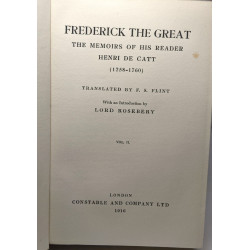 FREDERICK THE GREAT
THE MEMOIRS OF HIS READER
HENRI DE CATT
(1758–1760)
TRANSLATED BY F. S. FLINT
With an Introduction by
LORD ROSEBERY
VOL. II
LONDON
CONSTABLE AND COMPANY LTD
1916